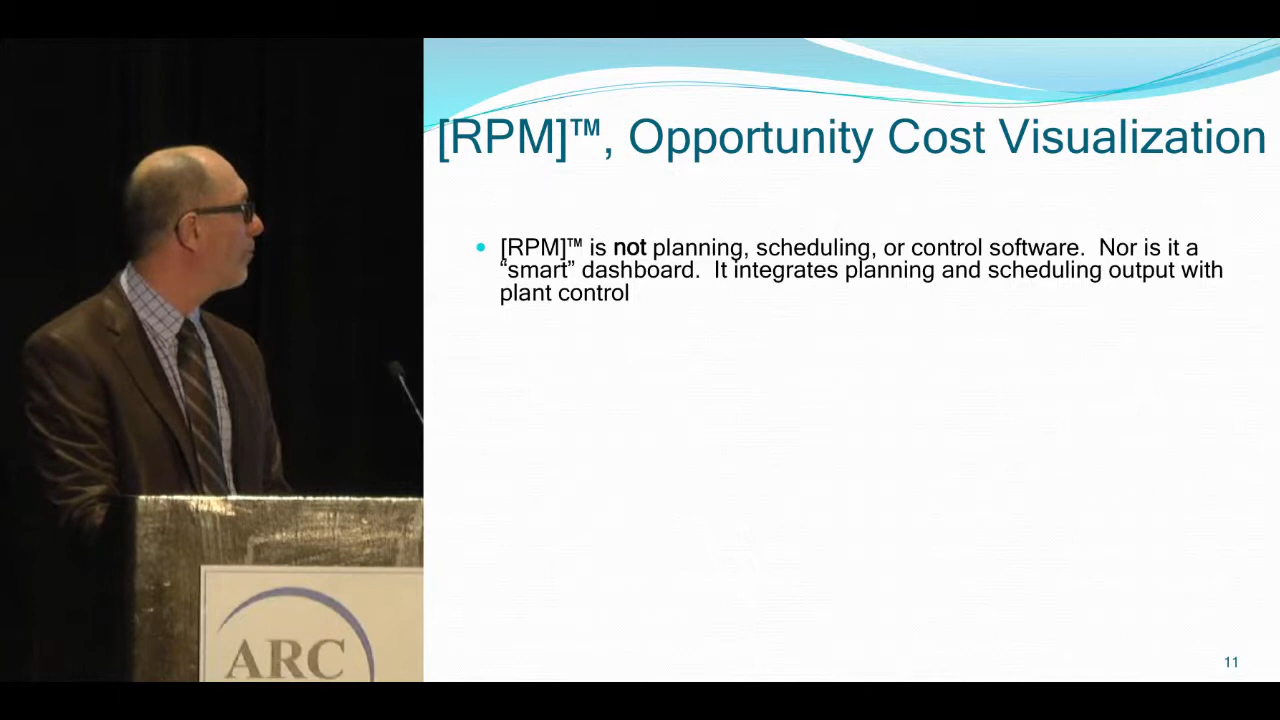 [RPM]™, Opportunity Cost Visualization
• [RPM]™ is not planning, scheduling, or control software.  Nor is it a
“smart” dashboard.  It integrates planning and scheduling output with
plant control
11
ARC